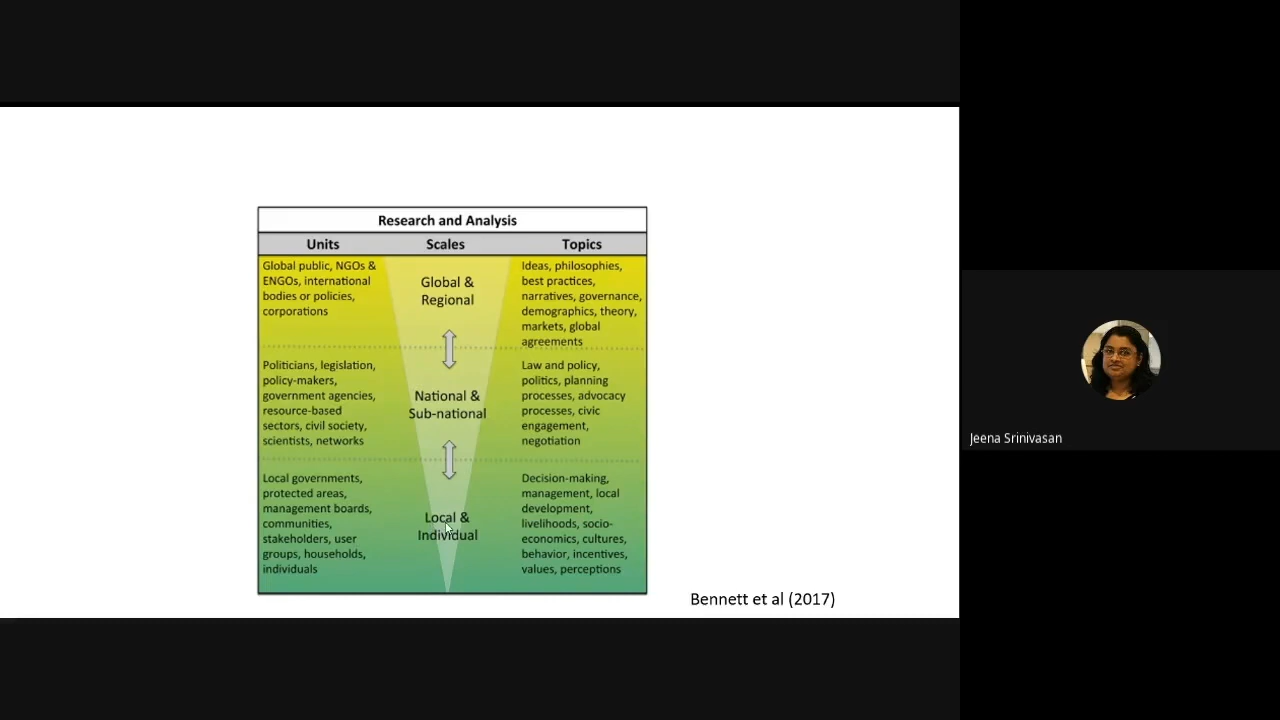 Research and Analysis
Units Scales Topics
Global public, NGOs &
ENGOs, international
bodies or policies,
corporations
Global &
Regional
Ideas, philosophies,
best practices,
narratives, governance,
demographics, theory,
markets, global
agreements
Politicians, legislation,
policy-makers,
government agencies,
resource-based
sectors, civil society,
scientists, networks
National &
Sub-national
Law and policy,
politics, planning
processes, advocacy
processes, civic
engagement,
negotiation
Local governments,
protected areas,
management boards,
communities,
stakeholders, user
groups, households,
individuals
Local &
Individual
Decision-making,
management, local
development,
livelihoods, socio-
economics, cultures,
behavior, incentives,
values, perceptions
Bennett et al (2017)
Jeena Srinivasan